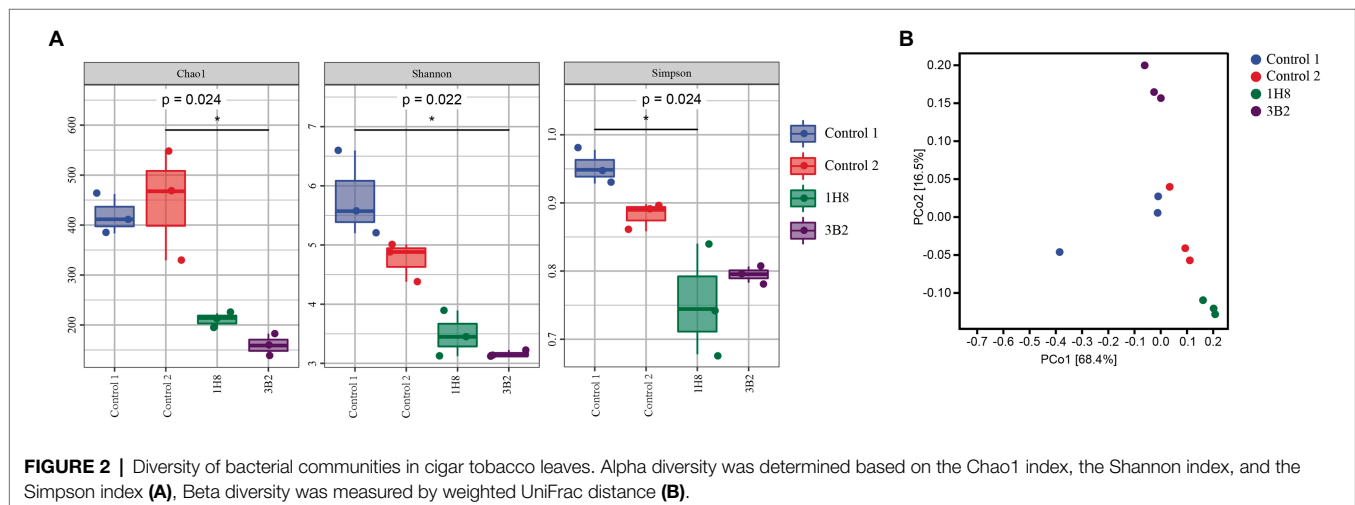 A
Chao1
p = 0.024
*
600
500
400
300
200
Control 1
Control 2
1H8
3B2
Shannon
p = 0.022
*
7
6
5
4
3
Control 1
Control2
1H8
3B2
Simpson
p = 0.024
*
1.0
0.9
0.8
0.7
Control 1
Control 2
1H8
3B2
Control 1
Control 2
1H8
3B2
B
0.20
0.15
0.10
0.05
0.00
-0.05
-0.10
PCo2 [16.5%]
-0.7 -0.6 -0.5 -0.4 -0.3 -0.2 -0.1 0.0 0.1 0.2
PCo1 [68.4%]
Control 1
Control 2
1H8
3B2
FIGURE 2 | Diversity of bacterial communities in cigar tobacco leaves. Alpha diversity was determined based on the Chao1 index, the Shannon index, and the
Simpson index (A), Beta diversity was measured by weighted UniFrac distance (B).